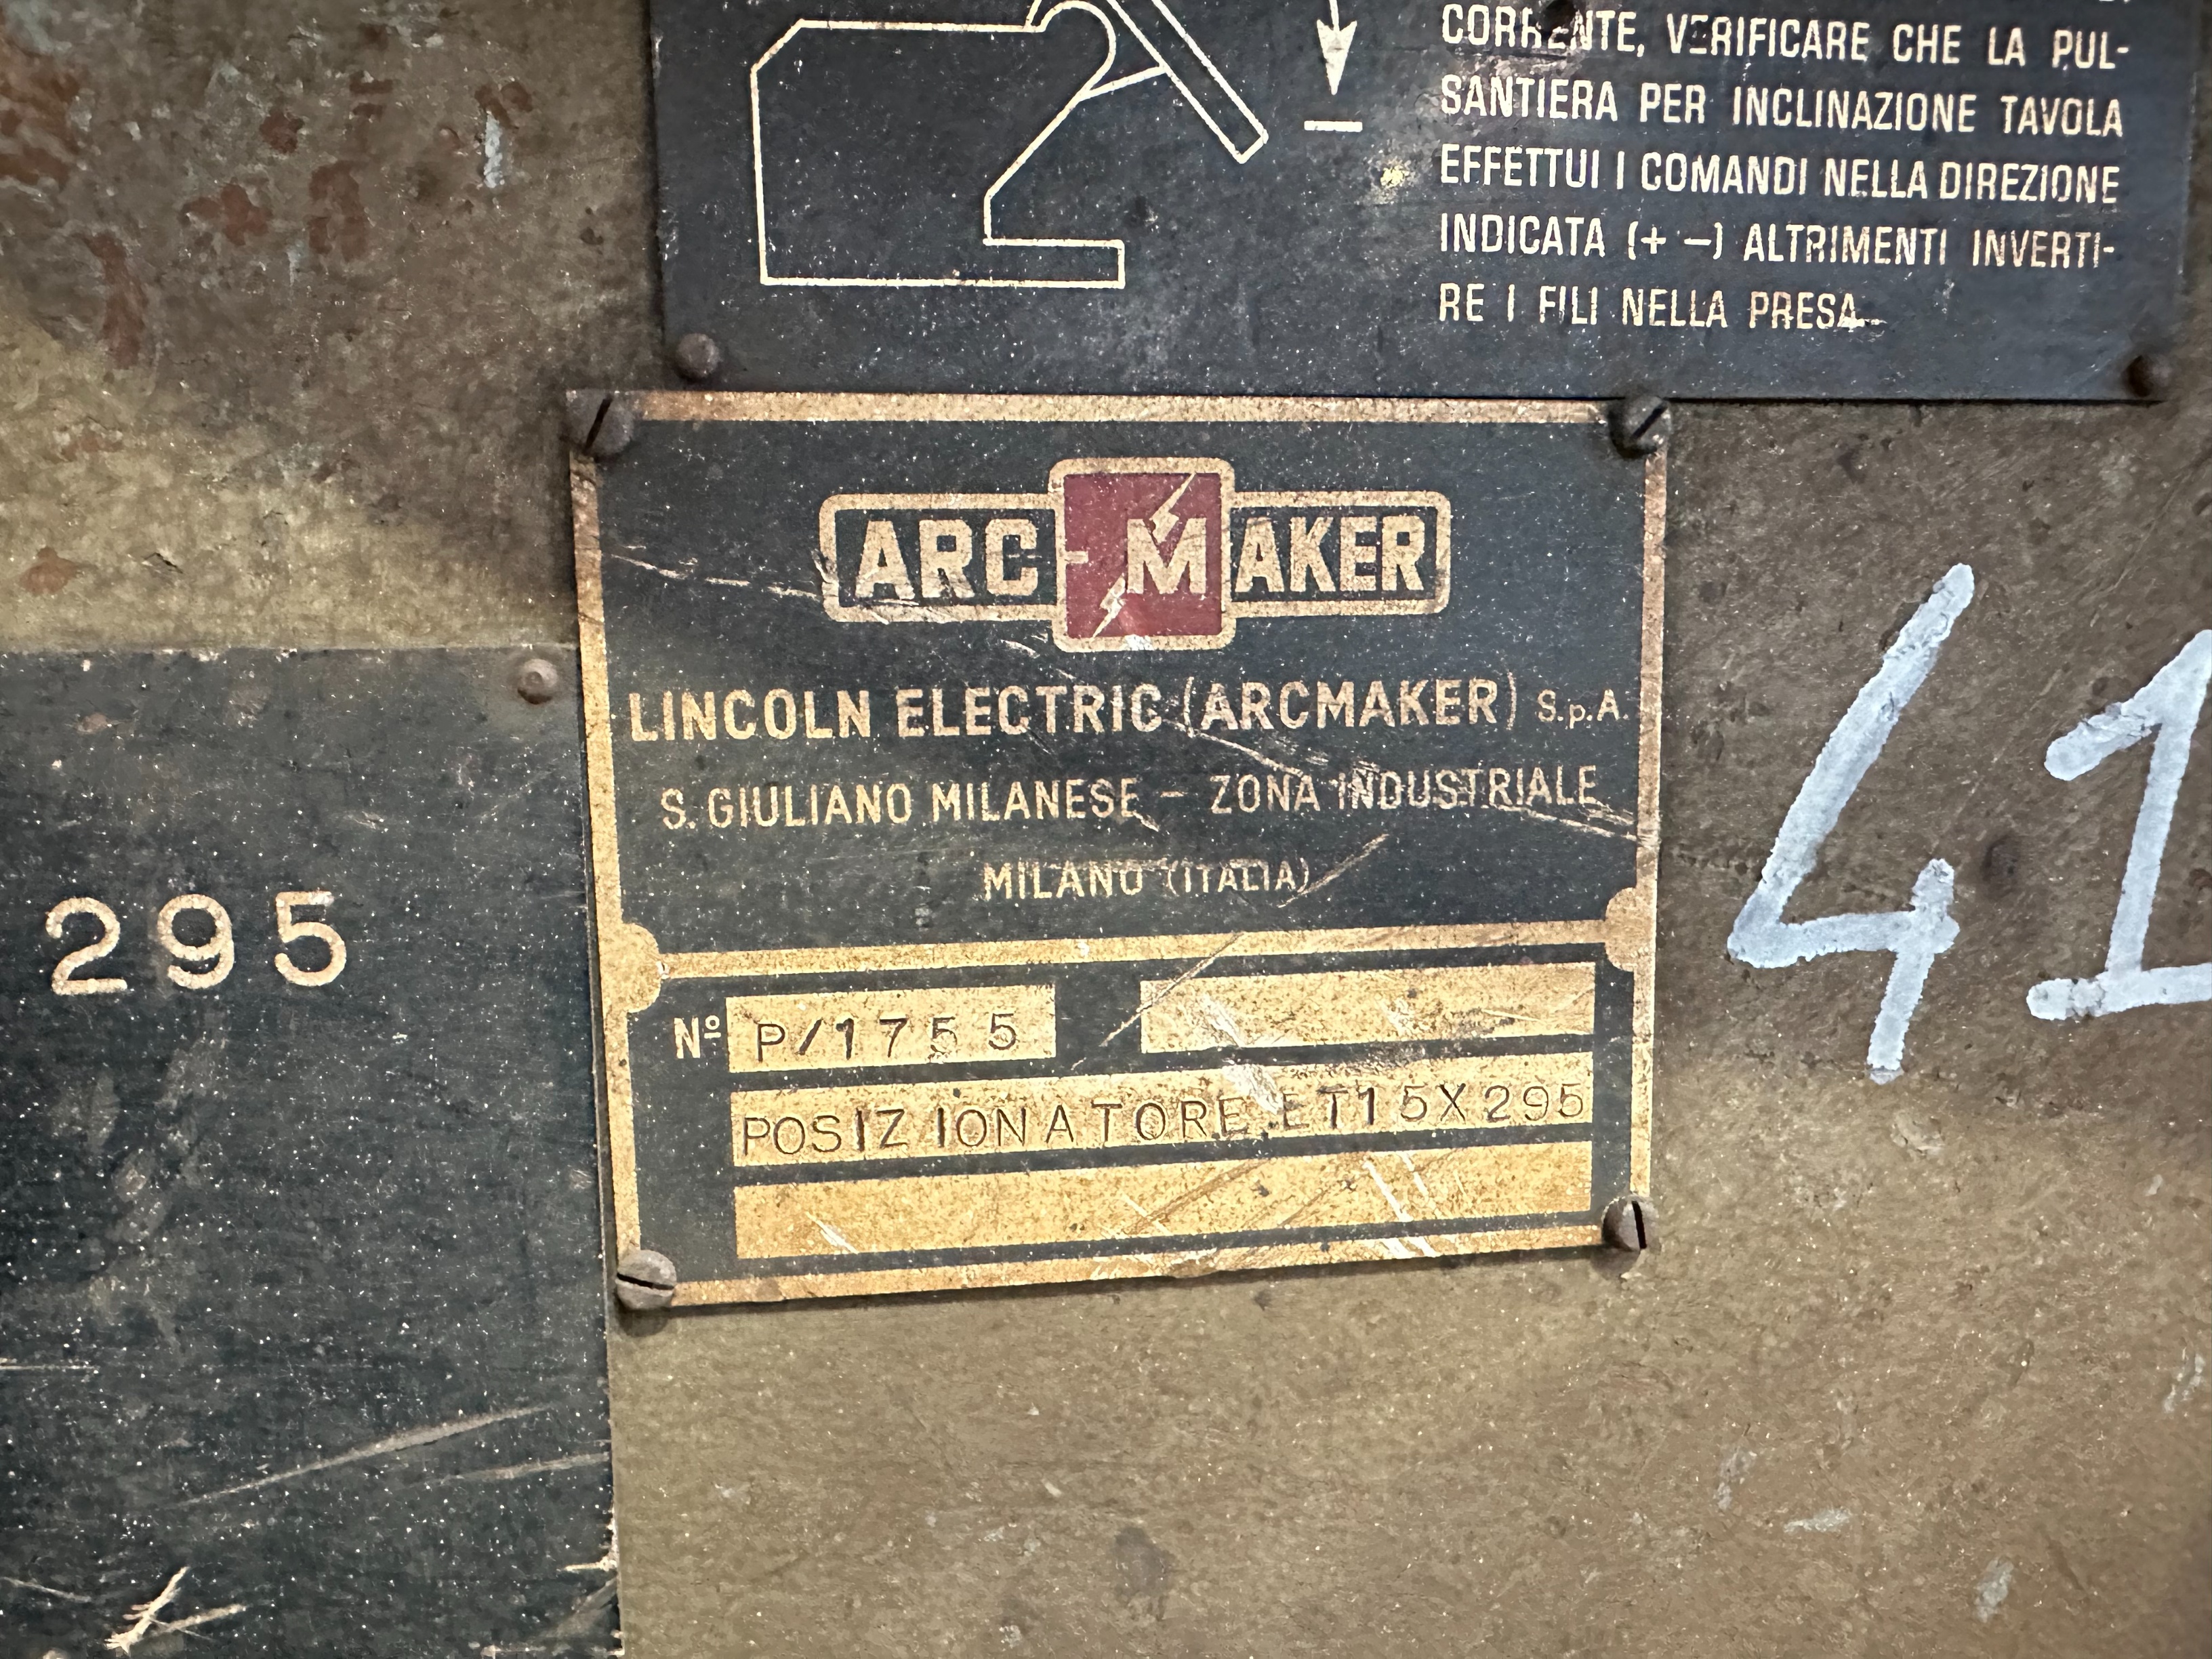 CORRENTE, VERIFICARE CHE LA PUL-
SANTIERA PER INCLINAZIONE TAVOLA
EFFETTUI I COMANDI NELLA DIREZIONE
INDICATA (+ –) ALTRIMENTI INVERTI-
RE I FILI NELLA PRESA.
ARC-MAKER
LINCOLN ELECTRIC (ARCMAKER) S.p.A.
S. GIULIANO MILANESE – ZONA INDUSTRIALE
MILANO (ITALIA)
295
Nº P/1755
POSIZIONATORE ET15X295
41